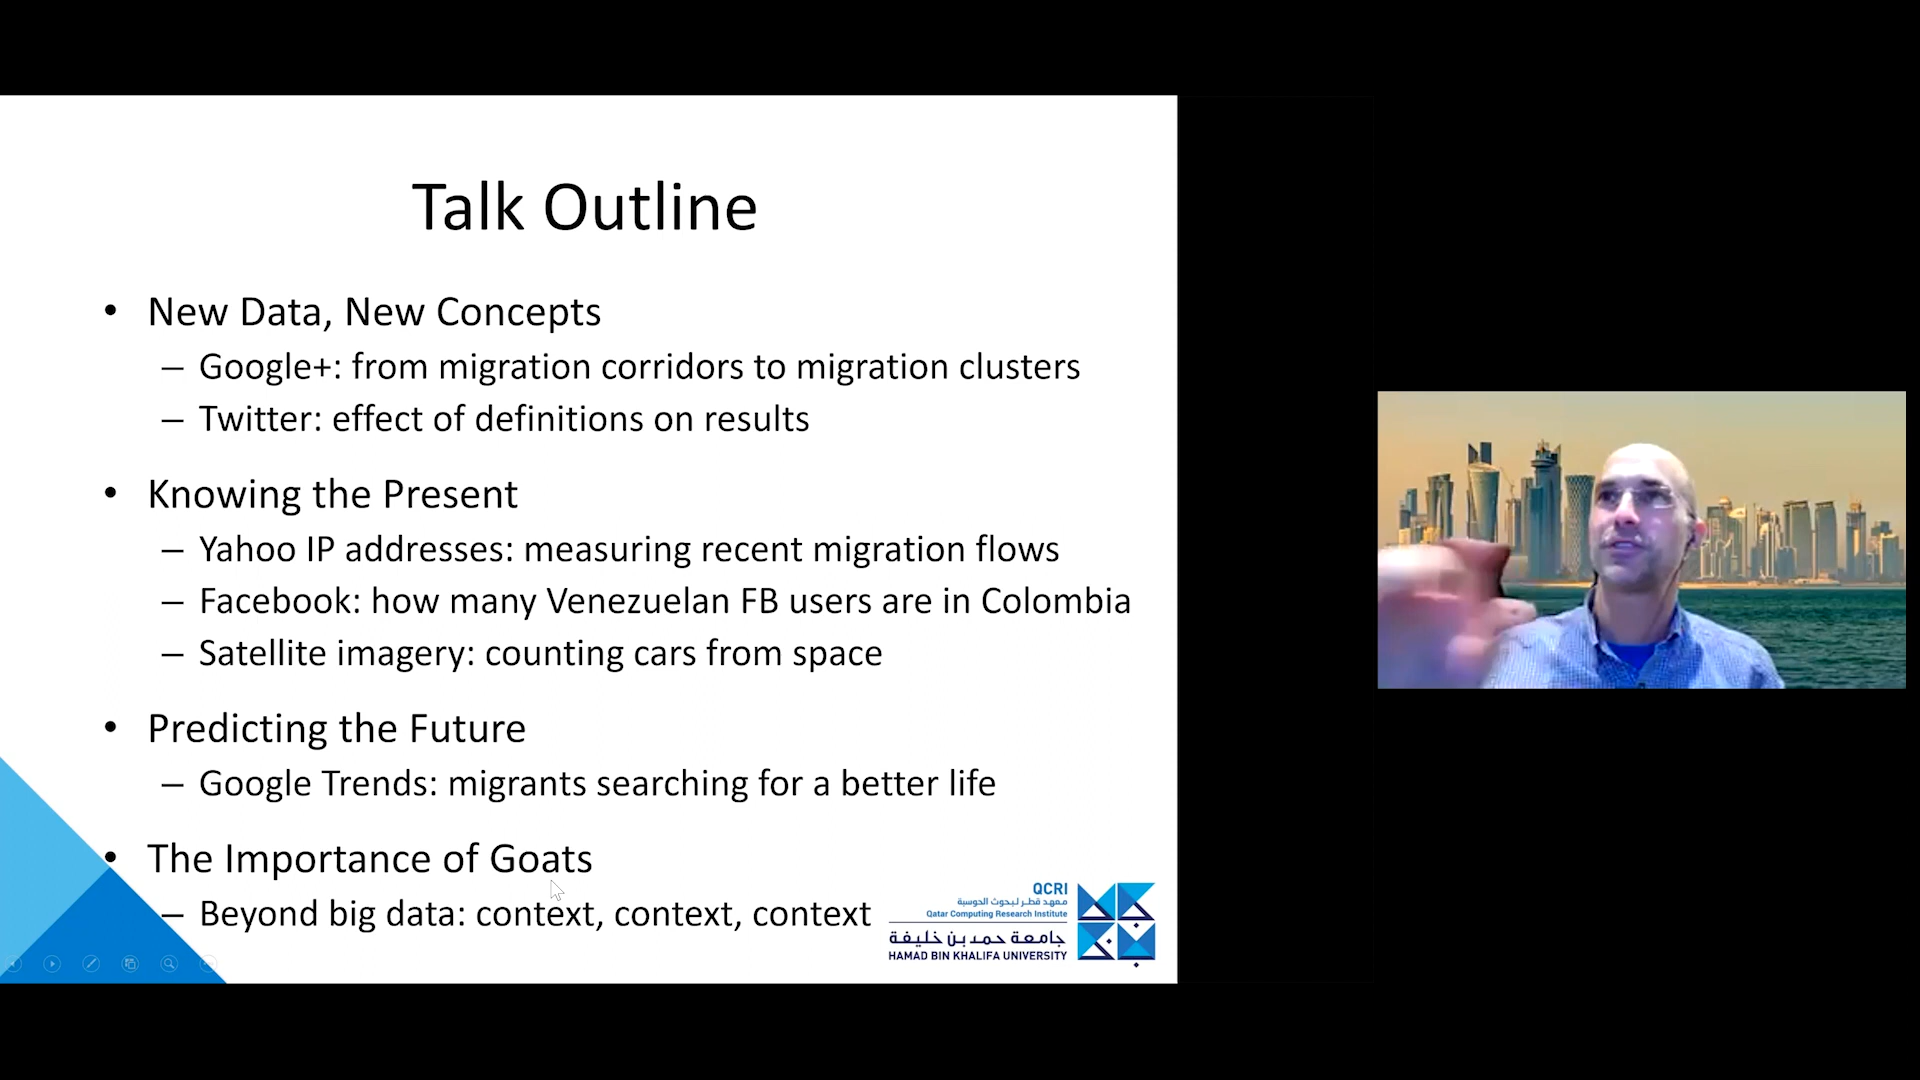 Talk Outline
• New Data, New Concepts
– Google+: from migration corridors to migration clusters
– Twitter: effect of definitions on results
• Knowing the Present
– Yahoo IP addresses: measuring recent migration flows
– Facebook: how many Venezuelan FB users are in Colombia
– Satellite imagery: counting cars from space
• Predicting the Future
– Google Trends: migrants searching for a better life
• The Importance of Goats
– Beyond big data: context, context, context
QCRI
معهد قطر لبحوث الحوسبة
Qatar Computing Research Institute
جامعة حمد بن خليفة
HAMAD BIN KHALIFA UNIVERSITY